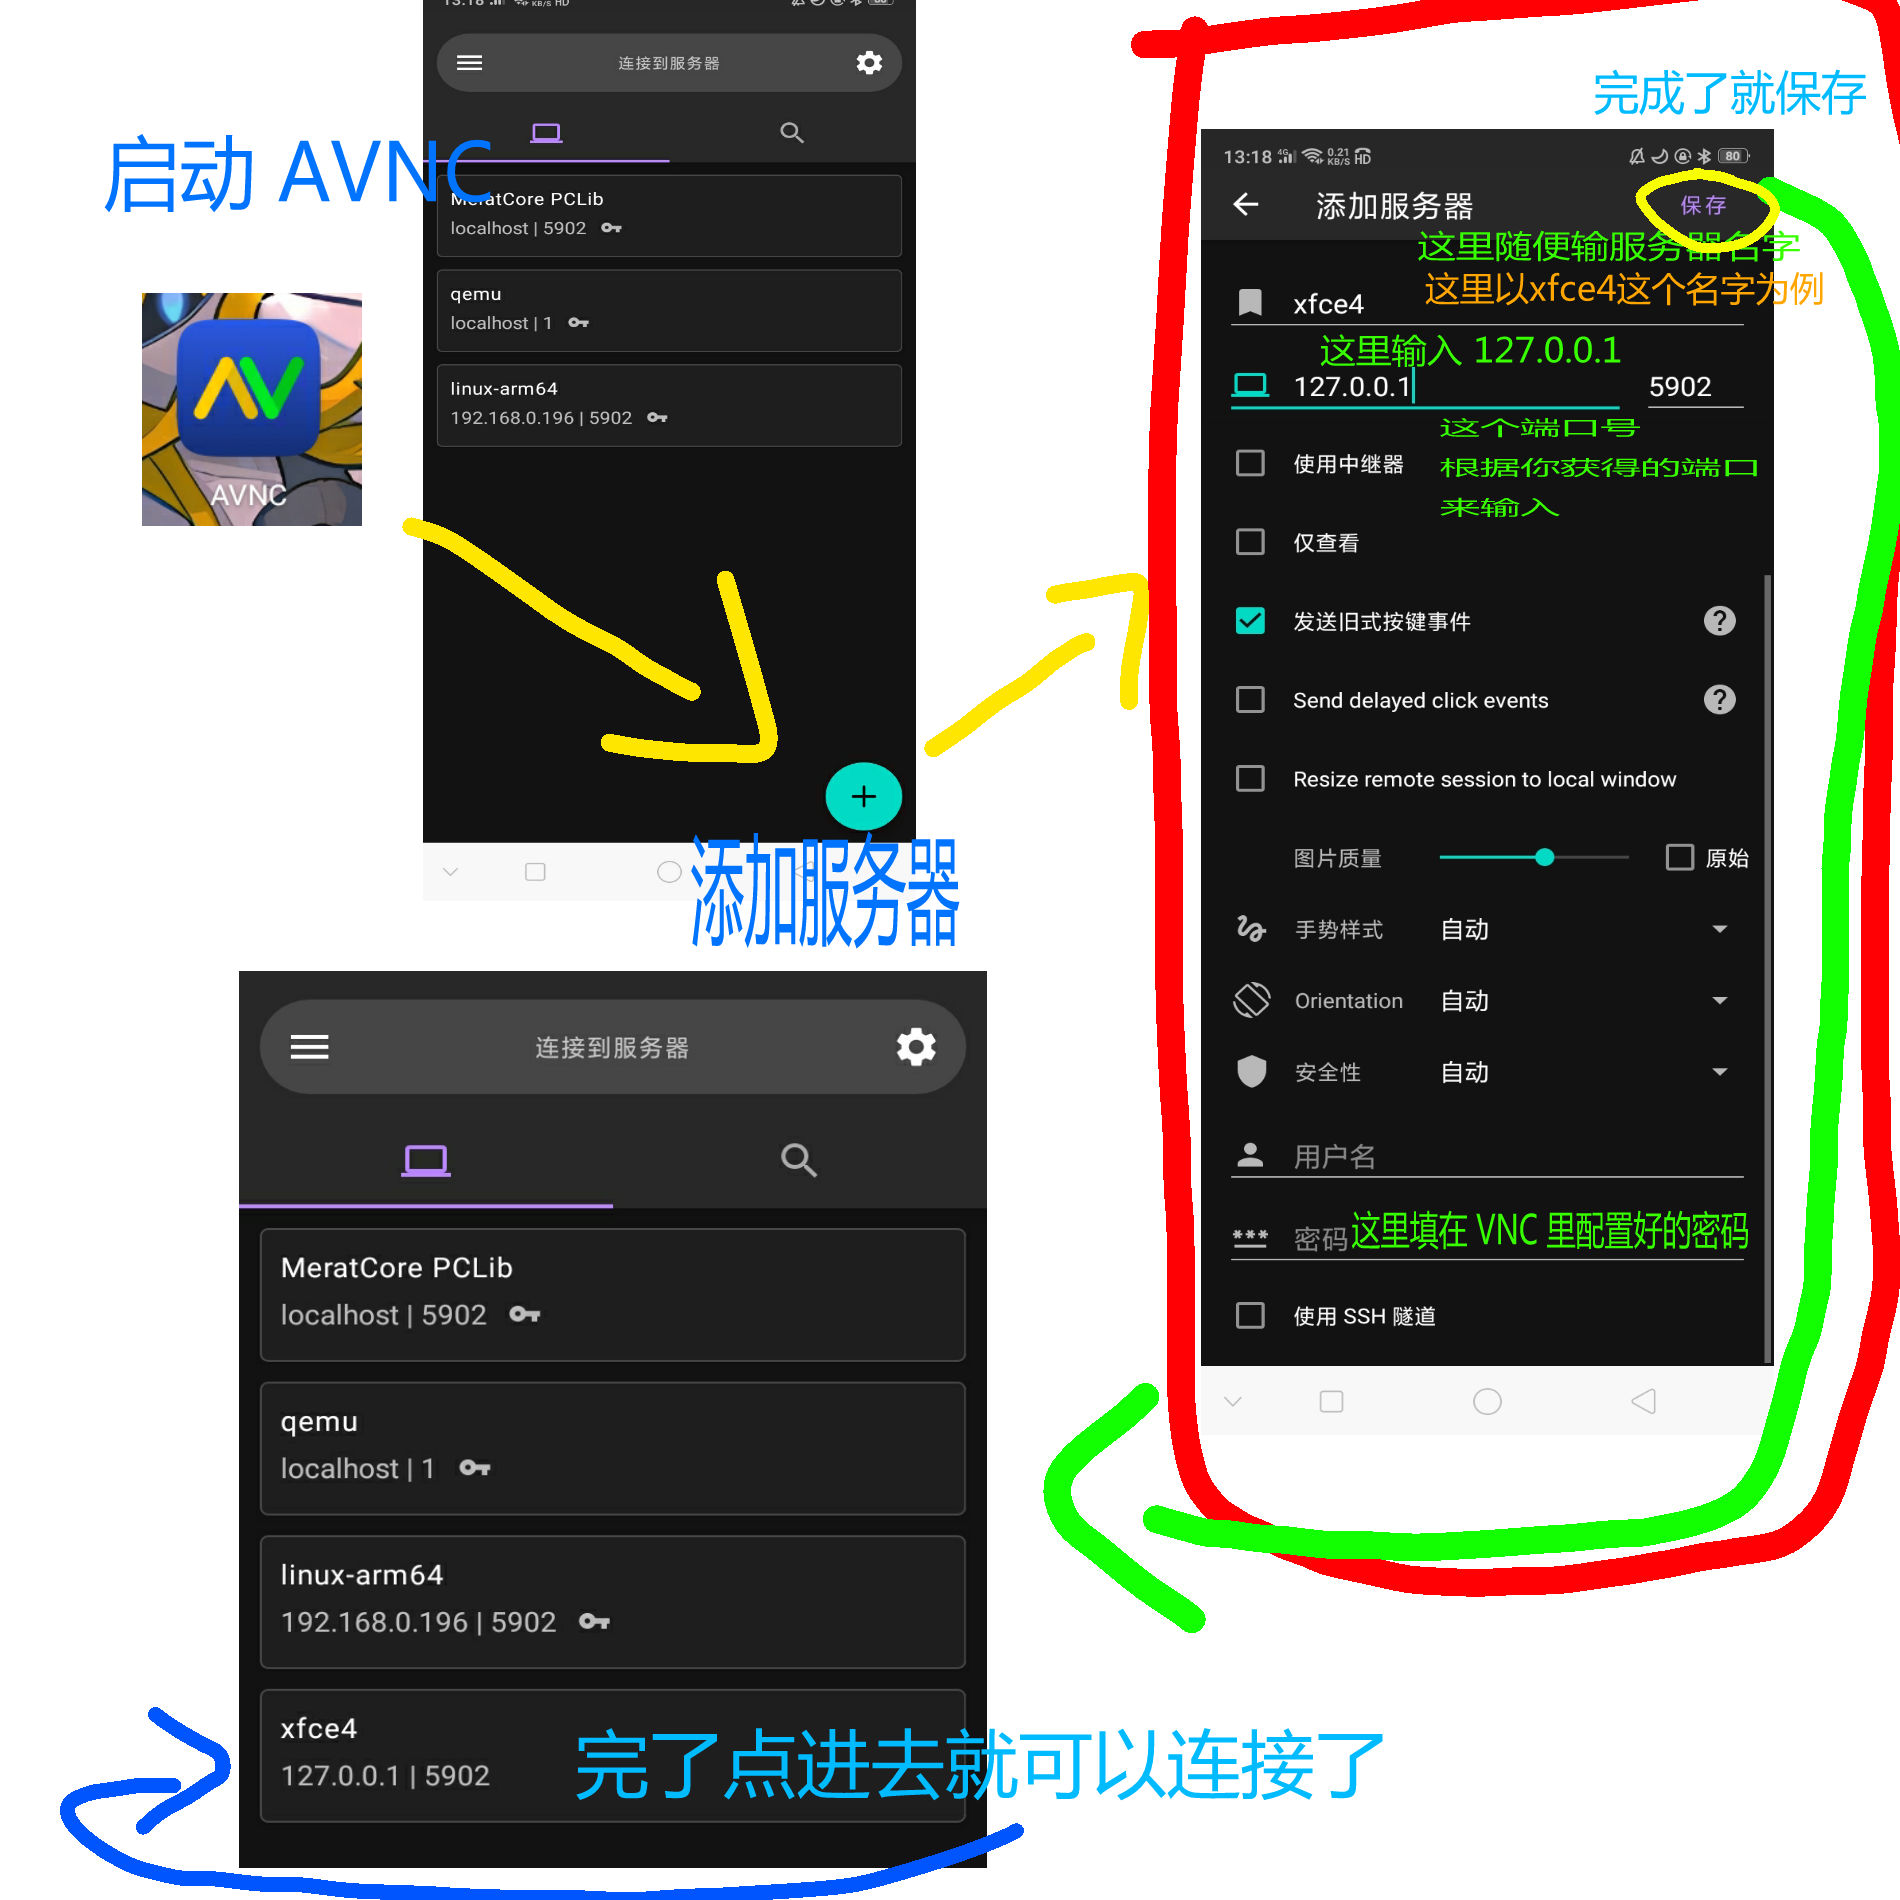 启动 AVNC
AVNC
13:18 KB/S HD
连接到服务器
MeratCore PCLib
localhost | 5902
qemu
localhost | 1
linux-arm64
192.168.0.196 | 5902
添加服务器
完成了就保存
13:18 4G 0.21 KB/S HD 80
添加服务器
保存
这里随便输服务器名字
这里以xfce4这个名字为例
xfce4
这里输入 127.0.0.1
127.0.0.1 5902
这个端口号
根据你获得的端口
来输入
使用中继器
仅查看
发送旧式按键事件
Send delayed click events
Resize remote session to local window
图片质量 原始
手势样式 自动
Orientation 自动
安全性 自动
用户名
密码 这里填在 VNC 里配置好的密码
使用 SSH 隧道
连接到服务器
MeratCore PCLib
localhost | 5902
qemu
localhost | 1
linux-arm64
192.168.0.196 | 5902
xfce4
127.0.0.1 | 5902
完了点进去就可以连接了